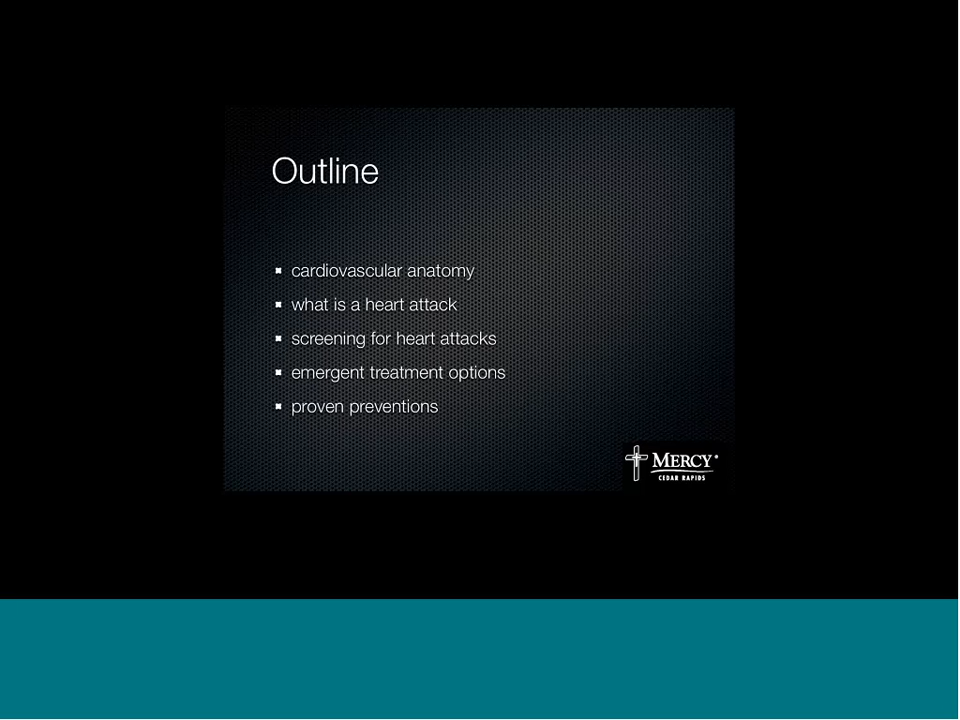 Outline
cardiovascular anatomy
what is a heart attack
screening for heart attacks
emergent treatment options
proven preventions
MERCY®
CEDAR RAPIDS